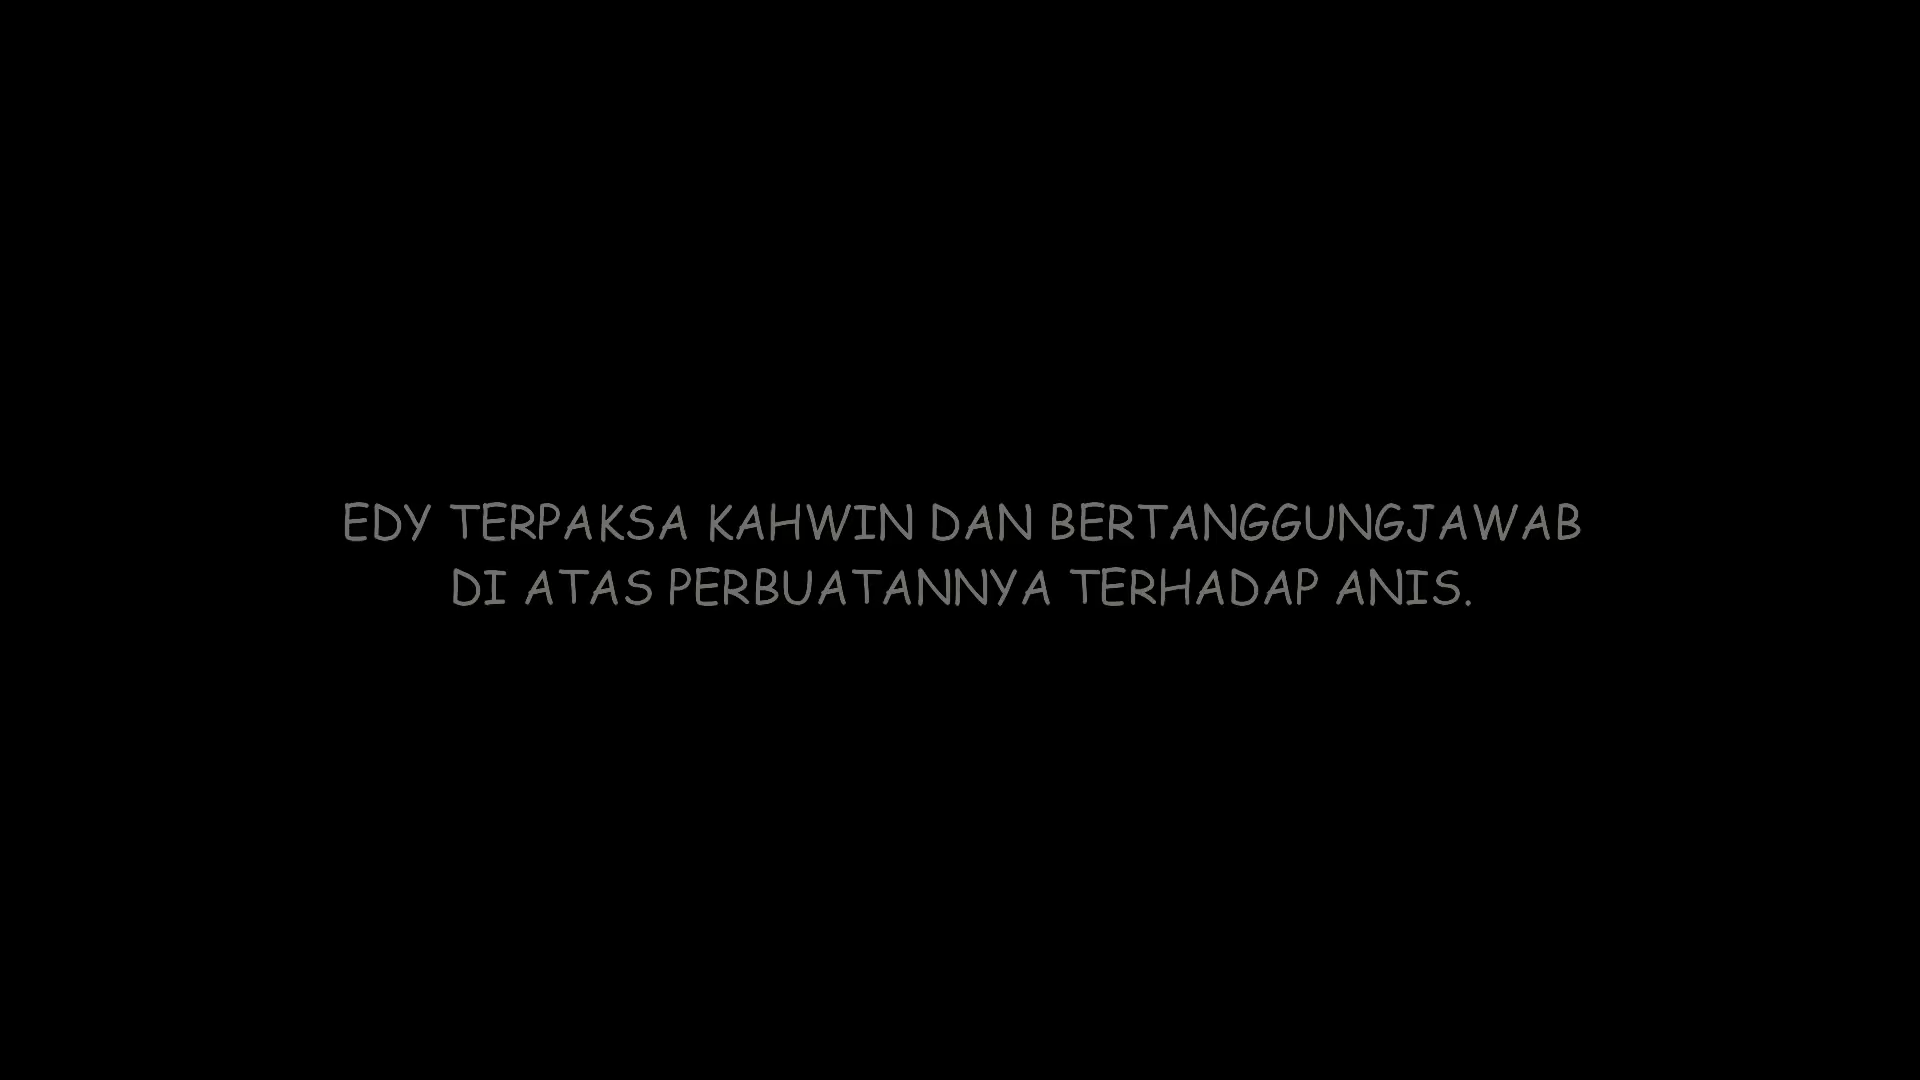 EDY TERPAKSA KAHWIN DAN BERTANGGUNGJAWAB
DI ATAS PERBUATANNYA TERHADAP ANIS.